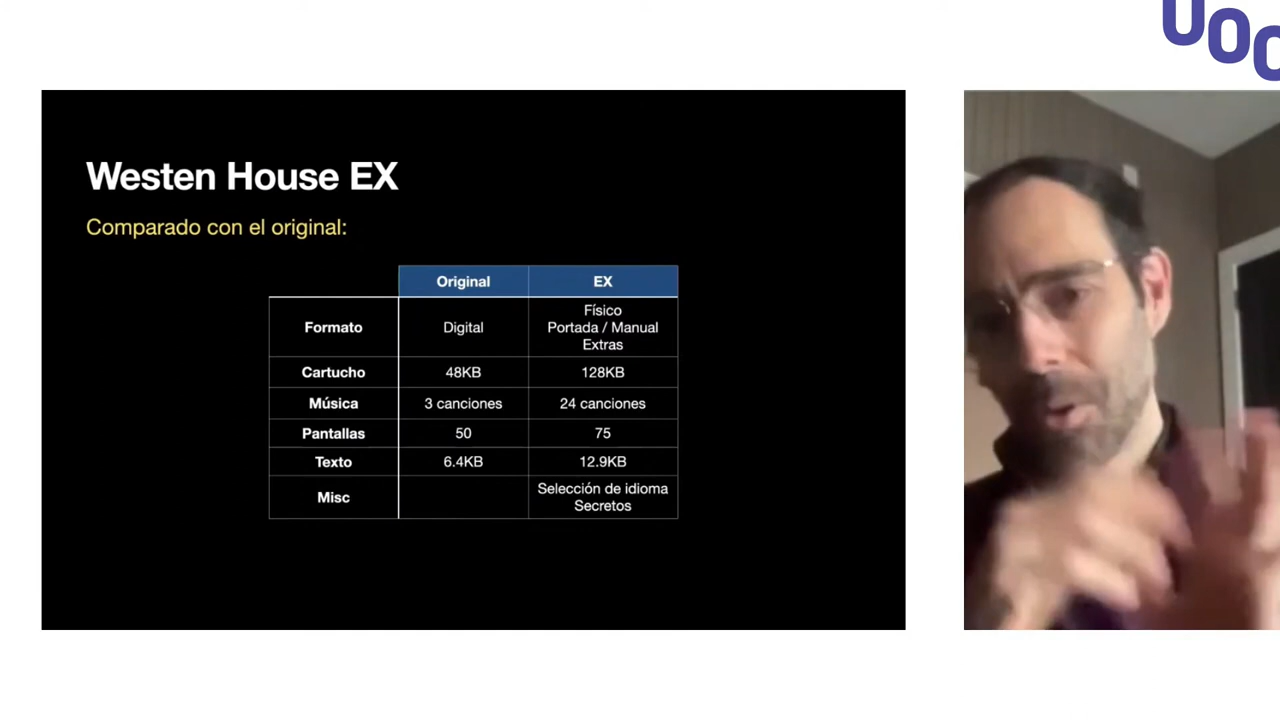 UOC
Westen House EX
Comparado con el original:
Original EX
Formato Digital Físico
Portada / Manual
Extras
Cartucho 48KB 128KB
Música 3 canciones 24 canciones
Pantallas 50 75
Texto 6.4KB 12.9KB
Misc Selección de idioma
Secretos